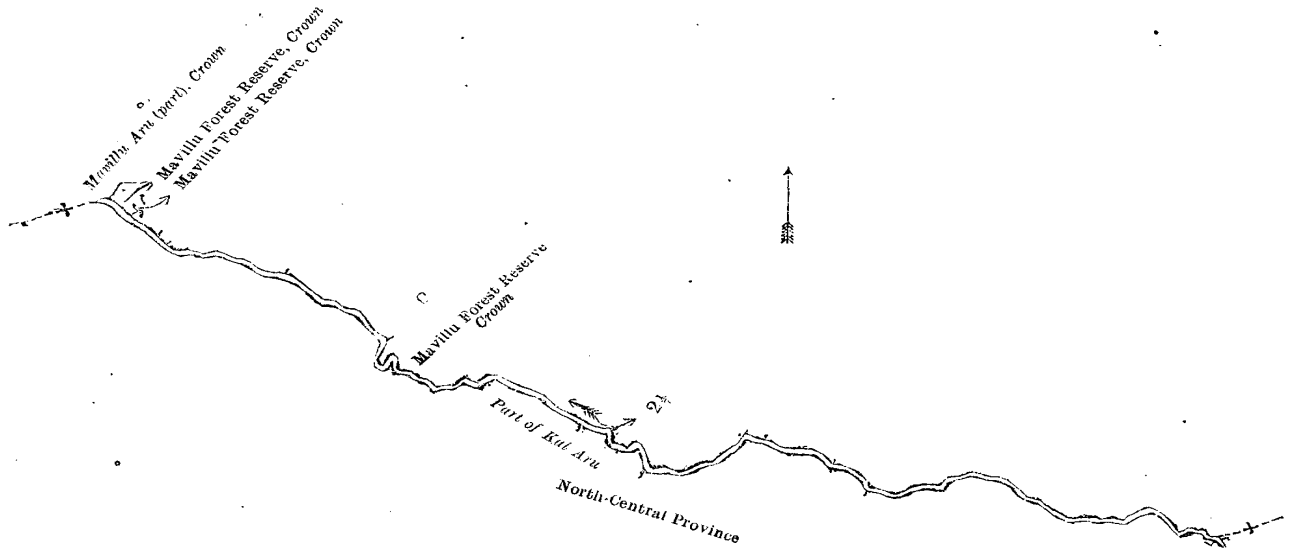 Mavillu Aru (part), Crown
Mavillu Forest Reserve, Crown
Mavillu Forest Reserve, Crown
Mavillu Forest Reserve
Crown
Part of Kal Aru
North-Central Province